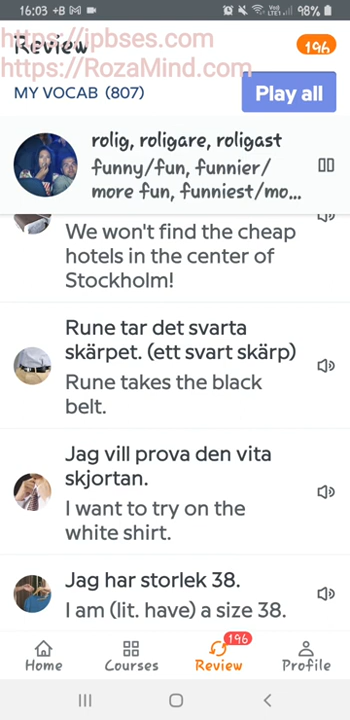 16:03 +B
98%
https://jpbses.com
Review
196
https://RozaMind.com
MY VOCAB (807)
Play all
rolig, roligare, roligast
funny/fun, funnier/
more fun, funniest/mo...
We won't find the cheap
hotels in the center of
Stockholm!
Rune tar det svarta
skärpet. (ett svart skärp)
Rune takes the black
belt.
Jag vill prova den vita
skjortan.
I want to try on the
white shirt.
Jag har storlek 38.
I am (lit. have) a size 38.
196
Home
Courses
Review
Profile